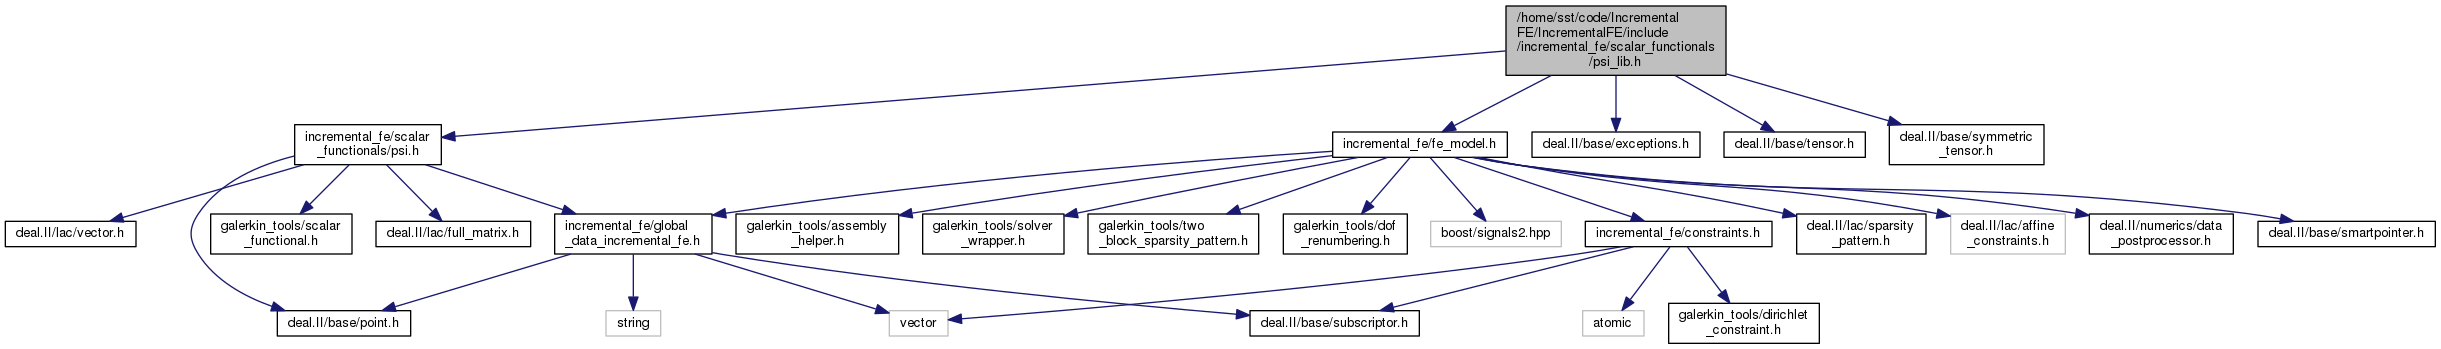 /home/sst/code/Incremental
FE/IncrementalFE/include
/incremental_fe/scalar_functionals
/psi_lib.h
incremental_fe/scalar
_functionals/psi.h
incremental_fe/fe_model.h
deal.II/base/exceptions.h
deal.II/base/tensor.h
deal.II/base/symmetric
_tensor.h
deal.II/lac/vector.h
galerkin_tools/scalar
_functional.h
deal.II/lac/full_matrix.h
incremental_fe/global
_data_incremental_fe.h
galerkin_tools/assembly
_helper.h
galerkin_tools/solver
_wrapper.h
galerkin_tools/two
_block_sparsity_pattern.h
galerkin_tools/dof
_renumbering.h
boost/signals2.hpp
incremental_fe/constraints.h
deal.II/lac/sparsity
_pattern.h
deal.II/lac/affine
_constraints.h
deal.II/numerics/data
_postprocessor.h
deal.II/base/smartpointer.h
deal.II/base/point.h
string
vector
deal.II/base/subscriptor.h
atomic
galerkin_tools/dirichlet
_constraint.h